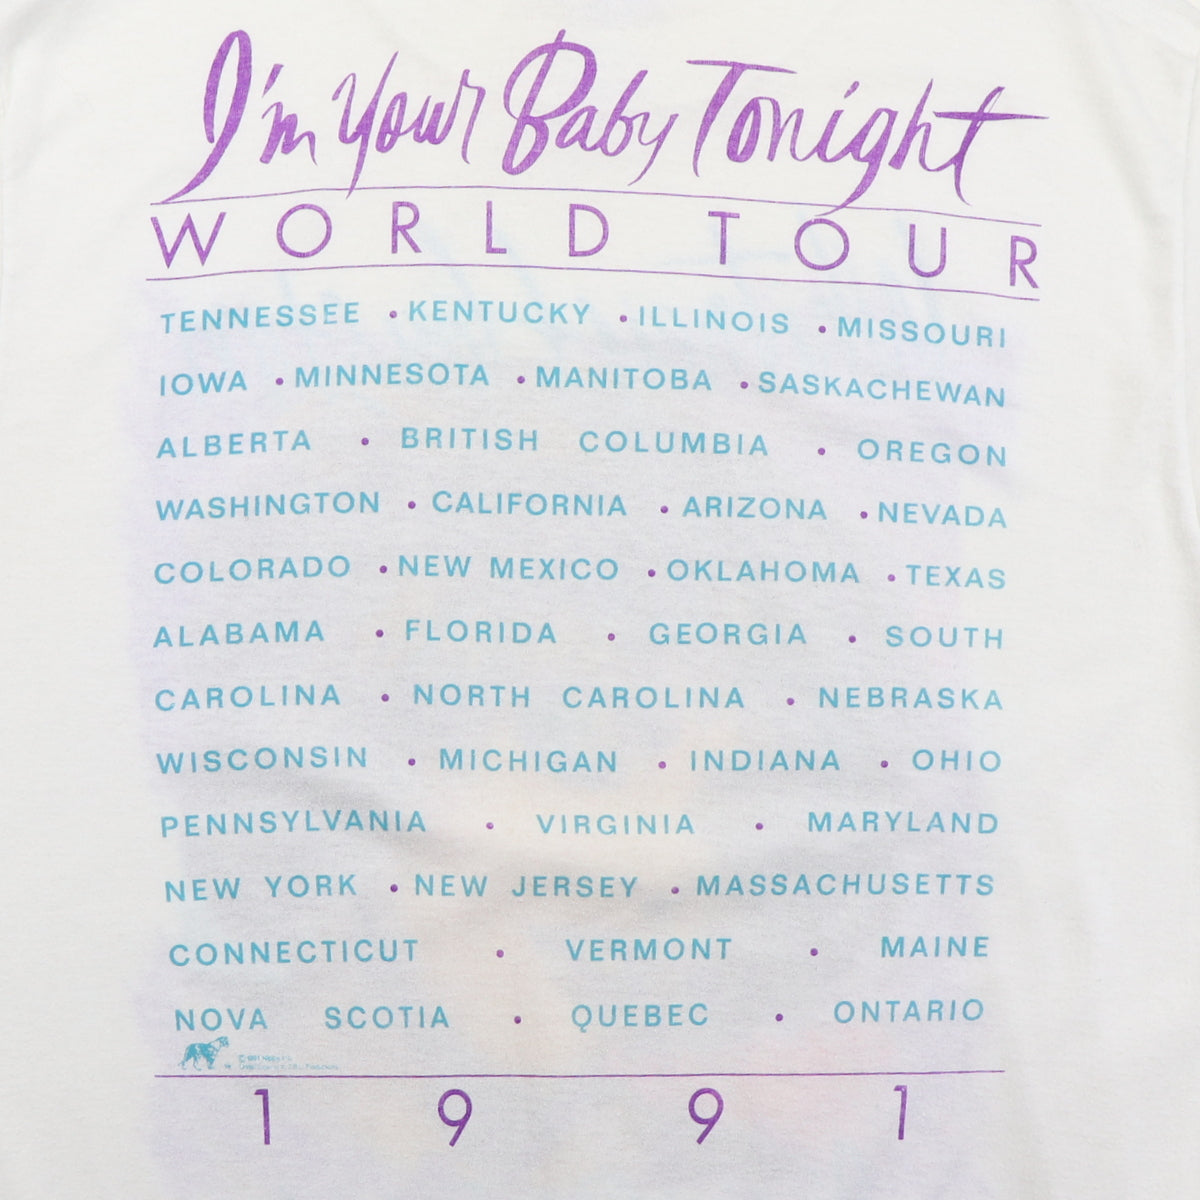 I'm Your Baby Tonight
WORLD TOUR
TENNESSEE • KENTUCKY • ILLINOIS • MISSOURI
IOWA • MINNESOTA • MANITOBA • SASKACHEWAN
ALBERTA • BRITISH COLUMBIA • OREGON
WASHINGTON • CALIFORNIA • ARIZONA • NEVADA
COLORADO • NEW MEXICO • OKLAHOMA • TEXAS
ALABAMA • FLORIDA • GEORGIA • SOUTH
CAROLINA • NORTH CAROLINA • NEBRASKA
WISCONSIN • MICHIGAN • INDIANA • OHIO
PENNSYLVANIA • VIRGINIA • MARYLAND
NEW YORK • NEW JERSEY • MASSACHUSETTS
CONNECTICUT • VERMONT • MAINE
NOVA SCOTIA • QUEBEC • ONTARIO
© 1991
1991